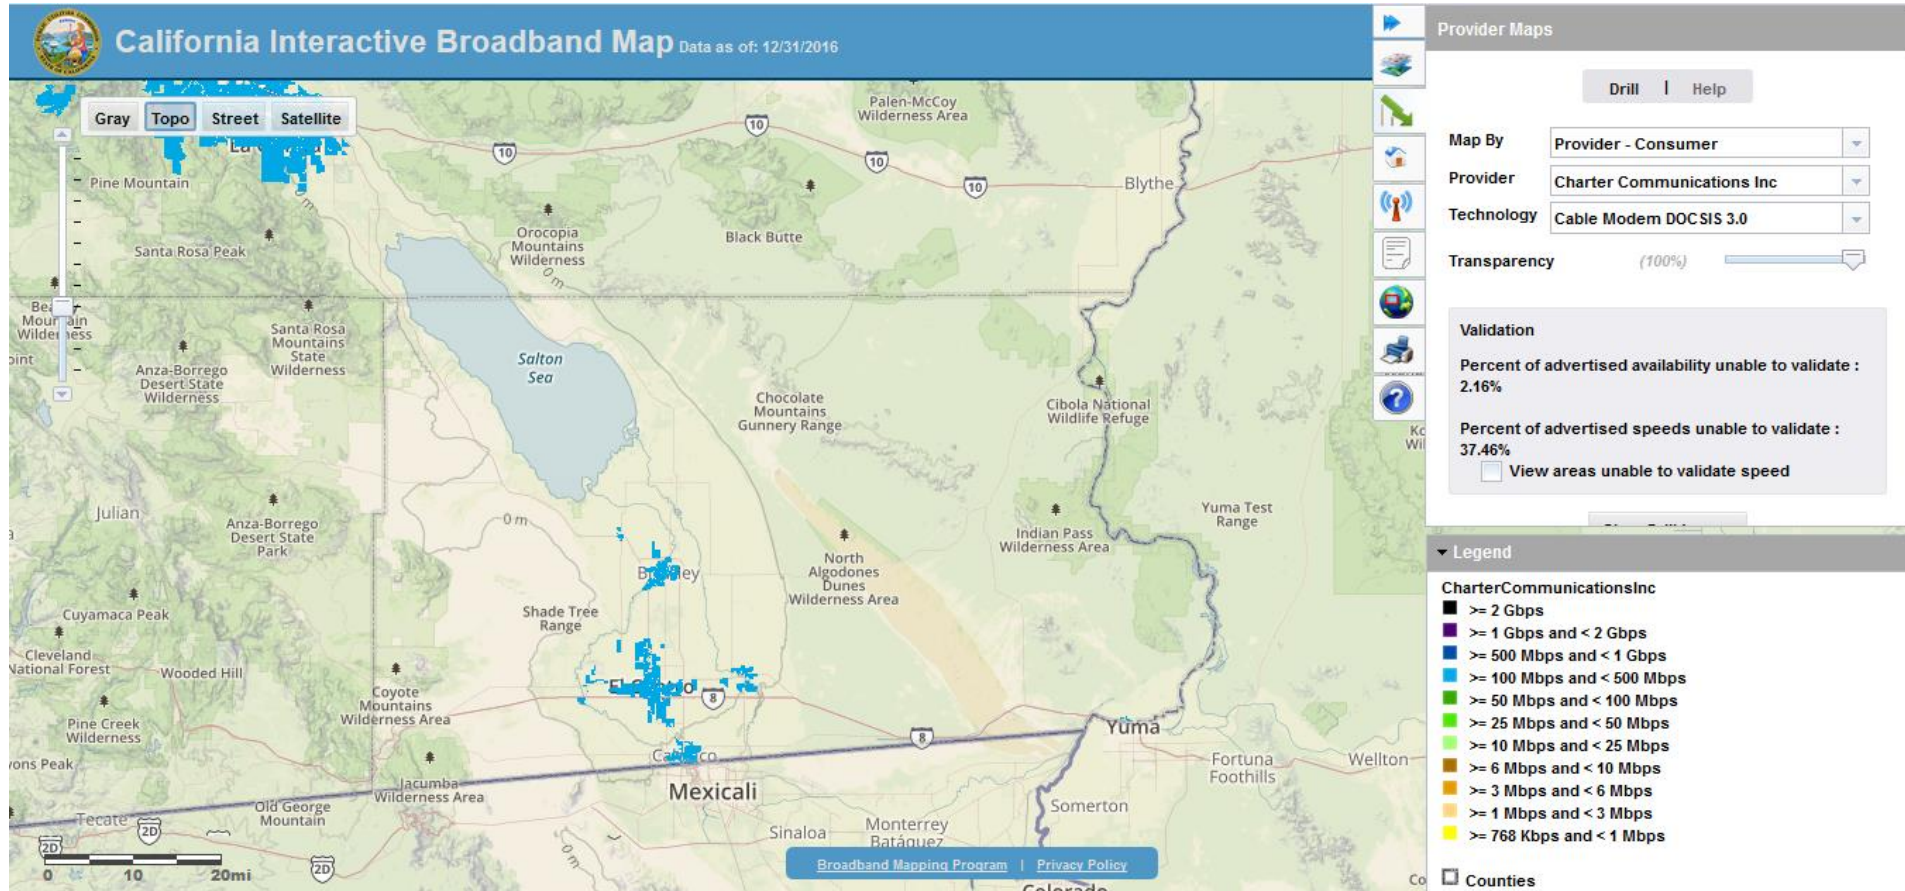 California Interactive Broadband Map Data as of: 12/31/2016
Gray Topo Street Satellite
Palen-McCoy
Wilderness Area
10
10
10
10
Pine Mountain
Blythe
Santa Rosa Peak
Orocopia
Mountains
Wilderness
Black Butte
0 m
0 m
Santa Rosa
Mountains
State
Wilderness
Anza-Borrego
Desert State
Wilderness
Salton
Sea
Chocolate
Mountains
Gunnery Range
Cibola National
Wildlife Refuge
Julian
Anza-Borrego
Desert State
Park
0 m
Indian Pass
Wilderness Area
Yuma Test
Range
North
Algodones
Dunes
Wilderness Area
Cuyamaca Peak
Shade Tree
Range
Cleveland
National Forest
Wooded Hill
Coyote
Mountains
Wilderness Area
8
8
Pine Creek
Wilderness
Yuma
Fortuna
Foothills
Wellton
Jacumba
Wilderness Area
Mexicali
Old George
Mountain
Somerton
Tecate
2D
2D
2D
Sinaloa
Monterrey
Batáquez
0 m
0 10 20mi
Broadband Mapping Program | Privacy Policy
Provider Maps
Drill | Help
Map By Provider - Consumer
Provider Charter Communications Inc
Technology Cable Modem DOCSIS 3.0
Transparency (100%)
Validation
Percent of advertised availability unable to validate :
2.16%
Percent of advertised speeds unable to validate :
37.46%
View areas unable to validate speed
Legend
CharterCommunicationsInc
>= 2 Gbps
>= 1 Gbps and < 2 Gbps
>= 500 Mbps and < 1 Gbps
>= 100 Mbps and < 500 Mbps
>= 50 Mbps and < 100 Mbps
>= 25 Mbps and < 50 Mbps
>= 10 Mbps and < 25 Mbps
>= 6 Mbps and < 10 Mbps
>= 3 Mbps and < 6 Mbps
>= 1 Mbps and < 3 Mbps
>= 768 Kbps and < 1 Mbps
Counties